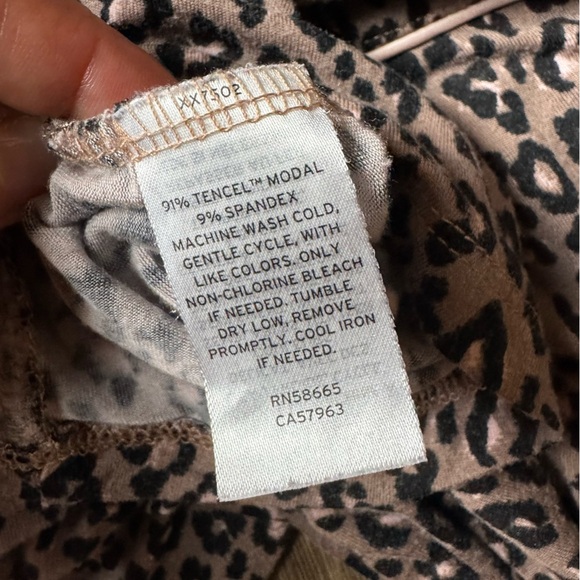 XX7302
91% TENCEL™ MODAL
9% SPANDEX
MACHINE WASH COLD,
GENTLE CYCLE, WITH
LIKE COLORS. ONLY
NON-CHLORINE BLEACH
IF NEEDED. TUMBLE
DRY LOW, REMOVE
PROMPTLY. COOL IRON
IF NEEDED.
RN58665
CA57963